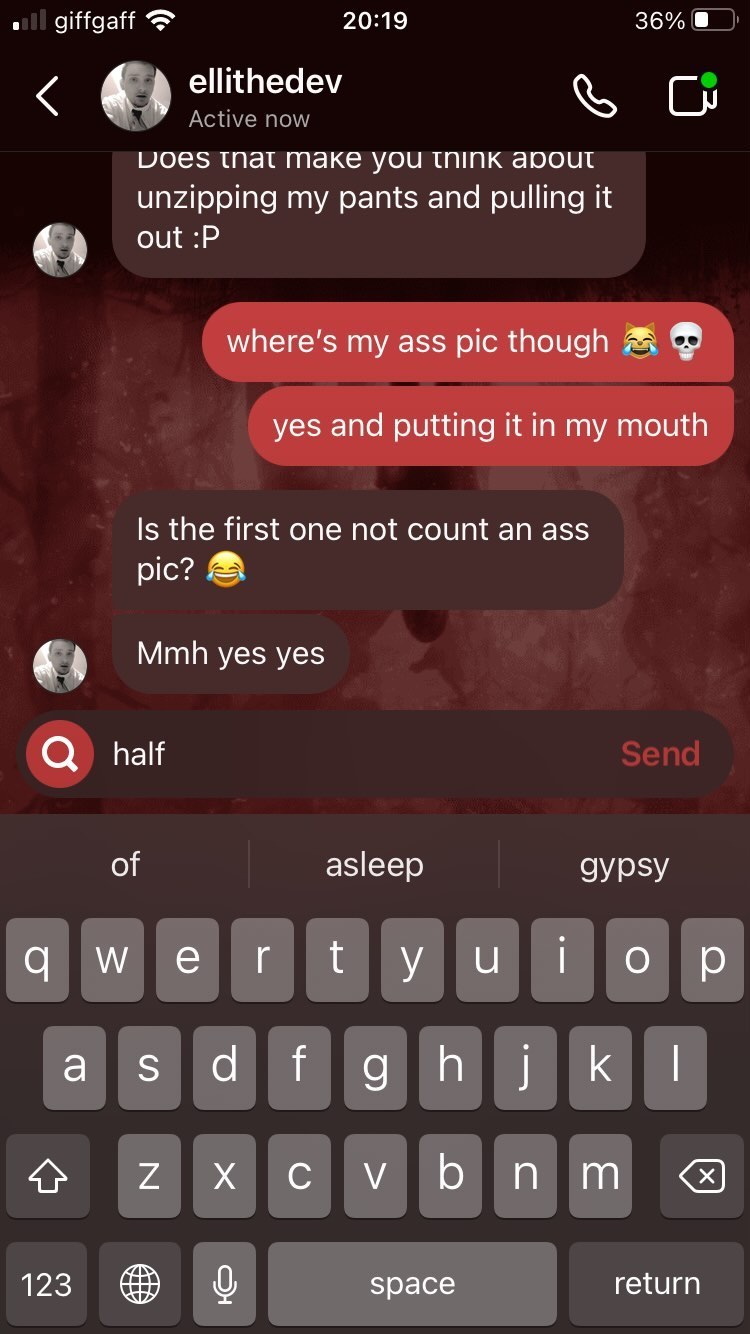 giffgaff 20:19 36%
ellithedev
Active now
Does that make you think about
unzipping my pants and pulling it
out :P
where's my ass pic though 😹 💀
yes and putting it in my mouth
Is the first one not count an ass
pic? 😂
Mmh yes yes
half Send
of asleep gypsy
q w e r t y u i o p
a s d f g h j k l
z x c v b n m
123 space return